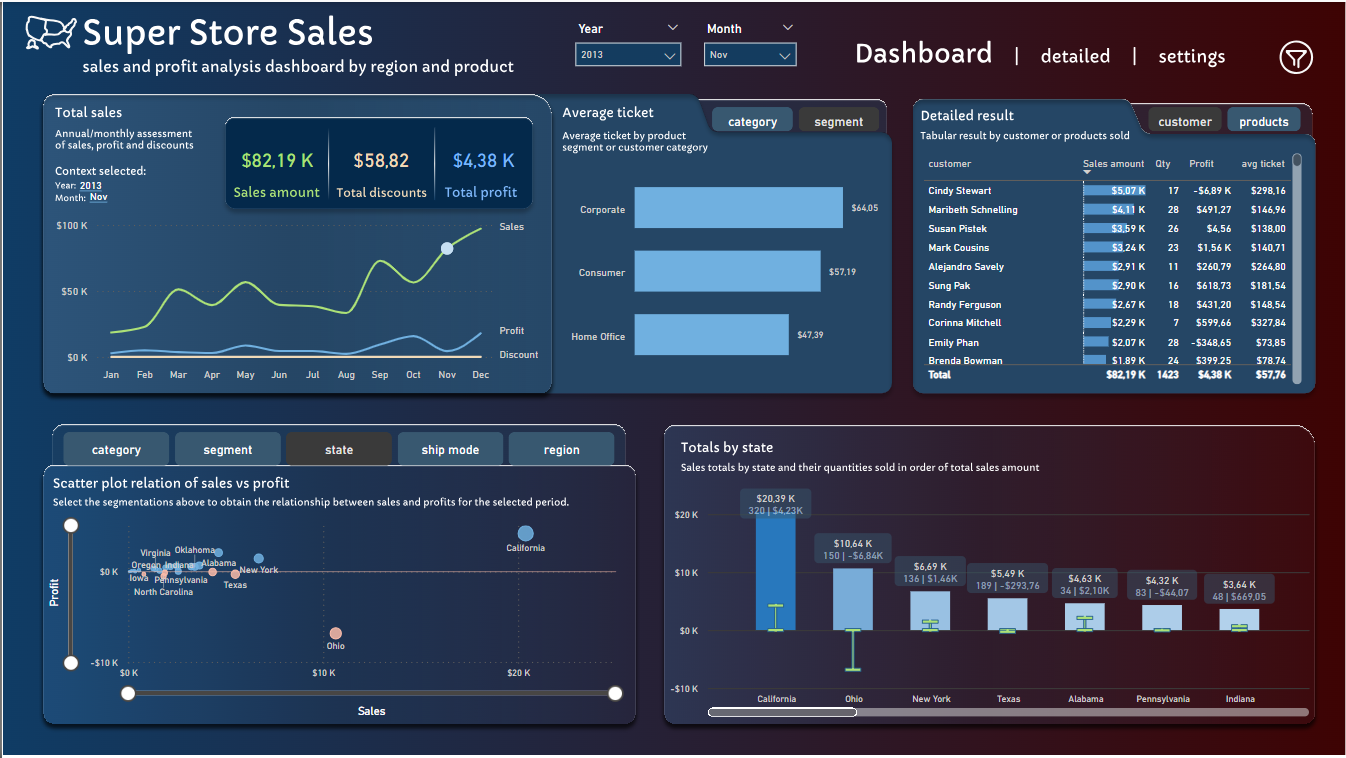 Super Store Sales
sales and profit analysis dashboard by region and product
Year
2013
Month
Nov
Dashboard | detailed | settings
Total sales
Annual/monthly assessment
of sales, profit and discounts
Context selected:
Year: 2013
Month: Nov
$82,19 K
Sales amount
$58,82
Total discounts
$4,38 K
Total profit
$100 K
$50 K
$0 K
Sales
Profit
Discount
Jan Feb Mar Apr May Jun Jul Aug Sep Oct Nov Dec
Average ticket
Average ticket by product
segment or customer category
category
segment
Corporate $64,05
Consumer $57,19
Home Office $47,39
Detailed result
Tabular result by customer or products sold
customer
products
customer Sales amount Qty Profit avg ticket
Cindy Stewart $5,07 K 17 -$6,89 K $298,16
Maribeth Schnelling $4,11 K 28 $491,27 $146,96
Susan Pistek $3,59 K 26 $4,56 $138,00
Mark Cousins $3,24 K 23 $1,56 K $140,71
Alejandro Savely $2,91 K 11 $260,79 $264,80
Sung Pak $2,90 K 16 $618,73 $181,54
Randy Ferguson $2,67 K 18 $431,20 $148,54
Corinna Mitchell $2,29 K 7 $599,66 $327,84
Emily Phan $2,07 K 28 -$348,65 $73,85
Brenda Bowman $1,89 K 24 $399,25 $78,74
Total $82,19 K 1423 $4,38 K $57,76
category
segment
state
ship mode
region
Scatter plot relation of sales vs profit
Select the segmentations above to obtain the relationship between sales and profits for the selected period.
Profit
$0 K
-$10 K
Virginia
Oklahoma
Oregon
Indiana
Alabama
Iowa
Pennsylvania
New York
Texas
North Carolina
California
Ohio
$0 K
$10 K
$20 K
Sales
Totals by state
Sales totals by state and their quantities sold in order of total sales amount
$20 K
$10 K
$0 K
-$10 K
$20,39 K
320 | $4,23K
$10,64 K
150 | -$6,84K
$6,69 K
136 | $1,46K
$5,49 K
189 | -$293,76
$4,63 K
34 | $2,10K
$4,32 K
83 | -$44,07
$3,64 K
48 | $669,05
California Ohio New York Texas Alabama Pennsylvania Indiana